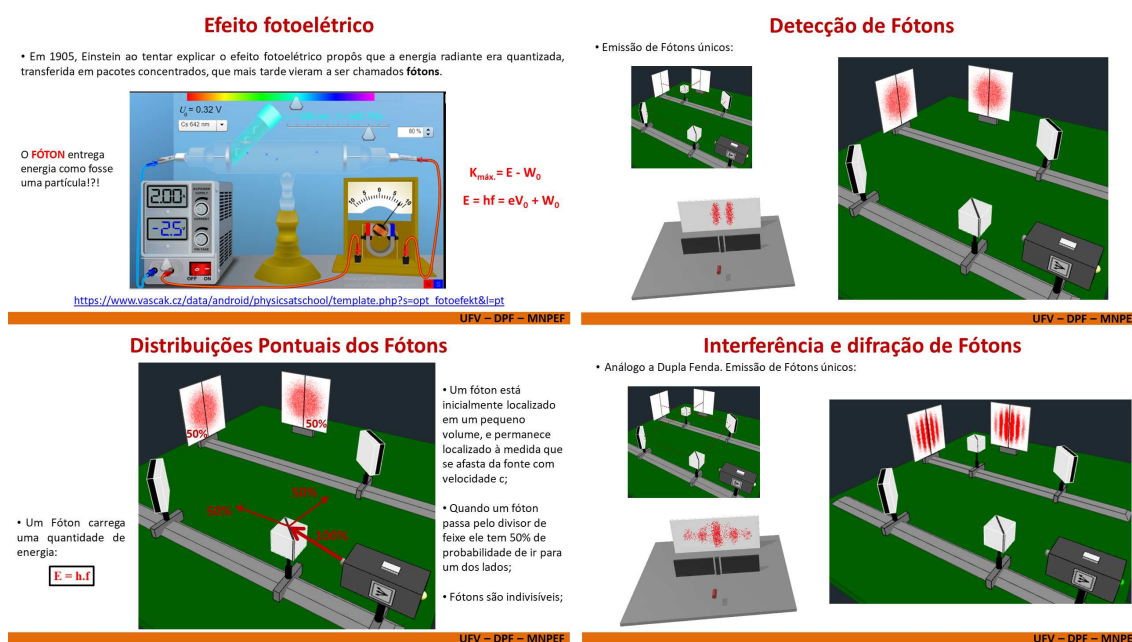 Efeito fotoelétrico
• Em 1905, Einstein ao tentar explicar o efeito fotoelétrico propôs que a energia radiante era quantizada,
transferida em pacotes concentrados, que mais tarde vieram a ser chamados fótons.
U = 0.32 V
Cs 642 nm
80 %
O FÓTON entrega
energia como fosse
uma partícula!?!
2.00
-2.5
OFF ON
10 5 0 5 10
Kmáx.= E - W0
E = hf = eV0 + W0
https://www.vascak.cz/data/android/physicsatschool/template.php?s=opt_fotoefekt&l=pt
UFV – DPF – MNPEF
Detecção de Fótons
• Emissão de Fótons únicos:
UFV – DPF – MNPE
Distribuições Pontuais dos Fótons
50%
50%
50%
50%
100%
• Um Fóton carrega
uma quantidade de
energia:
E = h.f
• Um fóton está
inicialmente localizado
em um pequeno
volume, e permanece
localizado à medida que
se afasta da fonte com
velocidade c;
• Quando um fóton
passa pelo divisor de
feixe ele tem 50% de
probabilidade de ir para
um dos lados;
• Fótons são indivisíveis;
UFV – DPF – MNPEF
Interferência e difração de Fótons
• Análogo a Dupla Fenda. Emissão de Fótons únicos:
UFV – DPF – MNPE